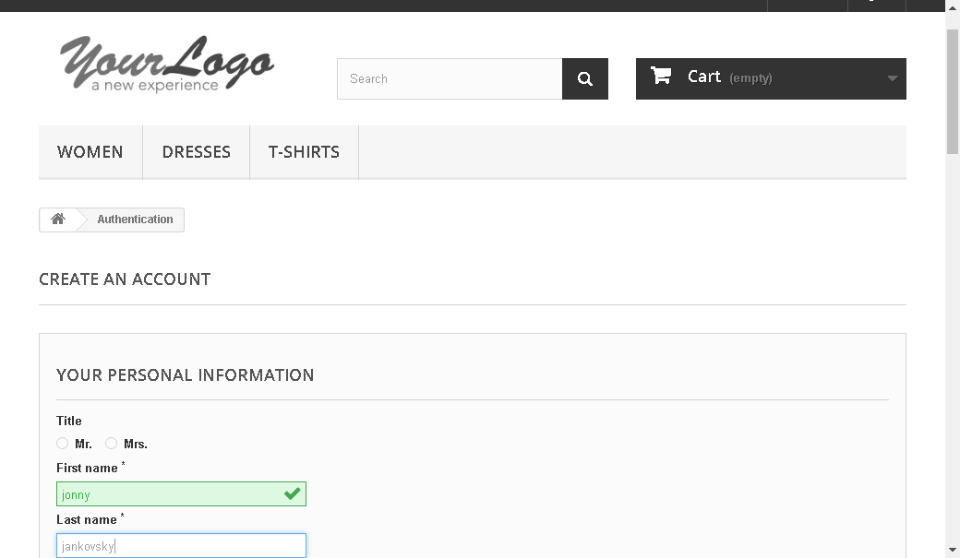 YourLogo
a new experience
Search
Cart (empty)
WOMEN
DRESSES
T-SHIRTS
Authentication
CREATE AN ACCOUNT
YOUR PERSONAL INFORMATION
Title
Mr.
Mrs.
First name *
jonny
Last name *
jankovsky